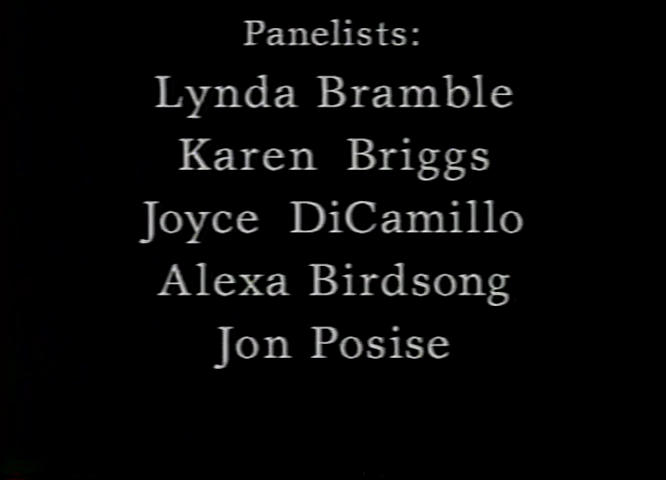 Panelists:
Lynda Bramble
Karen Briggs
Joyce DiCamillo
Alexa Birdsong
Jon Posise